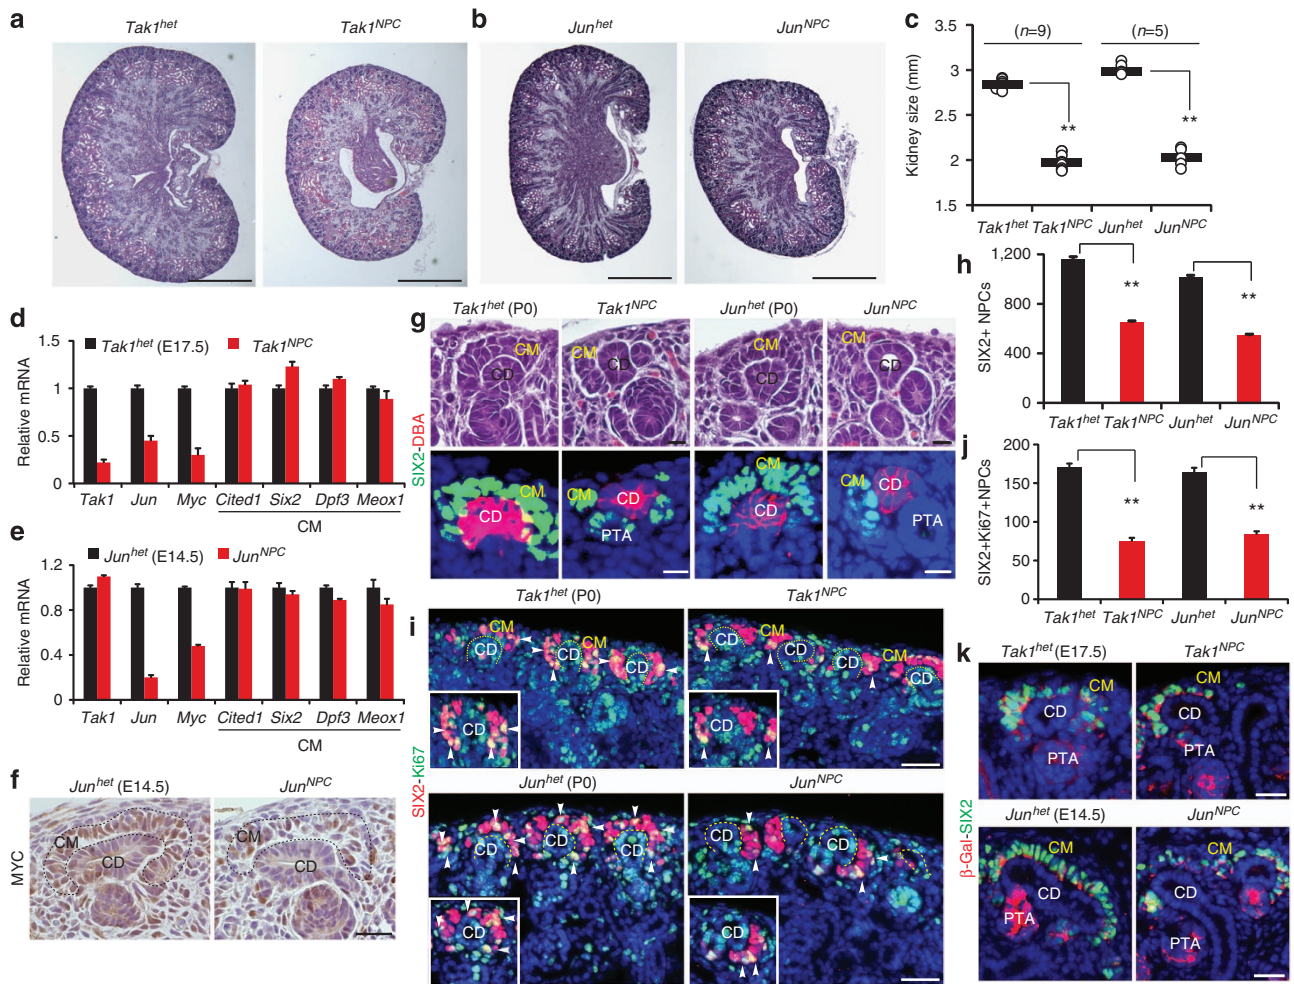 a
Tak1het
Tak1NPC
b
Junhet
JunNPC
c
Kidney size (mm)
3.5
3
2.5
2
1.5
(n=9)
(n=5)
**
**
Tak1het Tak1NPC Junhet JunNPC
d
Relative mRNA
1.5
1
0.5
0
Tak1het (E17.5)
Tak1NPC
Tak1 Jun Myc Cited1 Six2 Dpf3 Meox1
CM
e
Relative mRNA
1.2
0.8
0.4
0
Junhet (E14.5)
JunNPC
Tak1 Jun Myc Cited1 Six2 Dpf3 Meox1
CM
f
Junhet (E14.5)
JunNPC
MYC
CM
CD
CM
CD
g
Tak1het (P0)
Tak1NPC
Junhet (P0)
JunNPC
CM
CD
CM
CD
CM
CD
CM
CD
SIX2-DBA
CM
CD
CM
CD
PTA
CM
CD
CM
CD
PTA
h
SIX2+ NPCs
1,200
800
400
0
**
**
Tak1het Tak1NPC Junhet JunNPC
i
Tak1het (P0)
Tak1NPC
SIX2-Ki67
CM
CM
CD
CD
CD
CD
CM
CM
CD
CD
CD
CD
CD
Junhet (P0)
JunNPC
CD
CD
CD
CD
CD
CD
j
SIX2+Ki67+NPCs
200
150
100
50
0
**
**
Tak1het Tak1NPC Junhet JunNPC
k
Tak1het (E17.5)
Tak1NPC
CM
CD
PTA
CM
CD
PTA
β-Gal-SIX2
Junhet (E14.5)
JunNPC
CM
CD
PTA
CM
CD
PTA